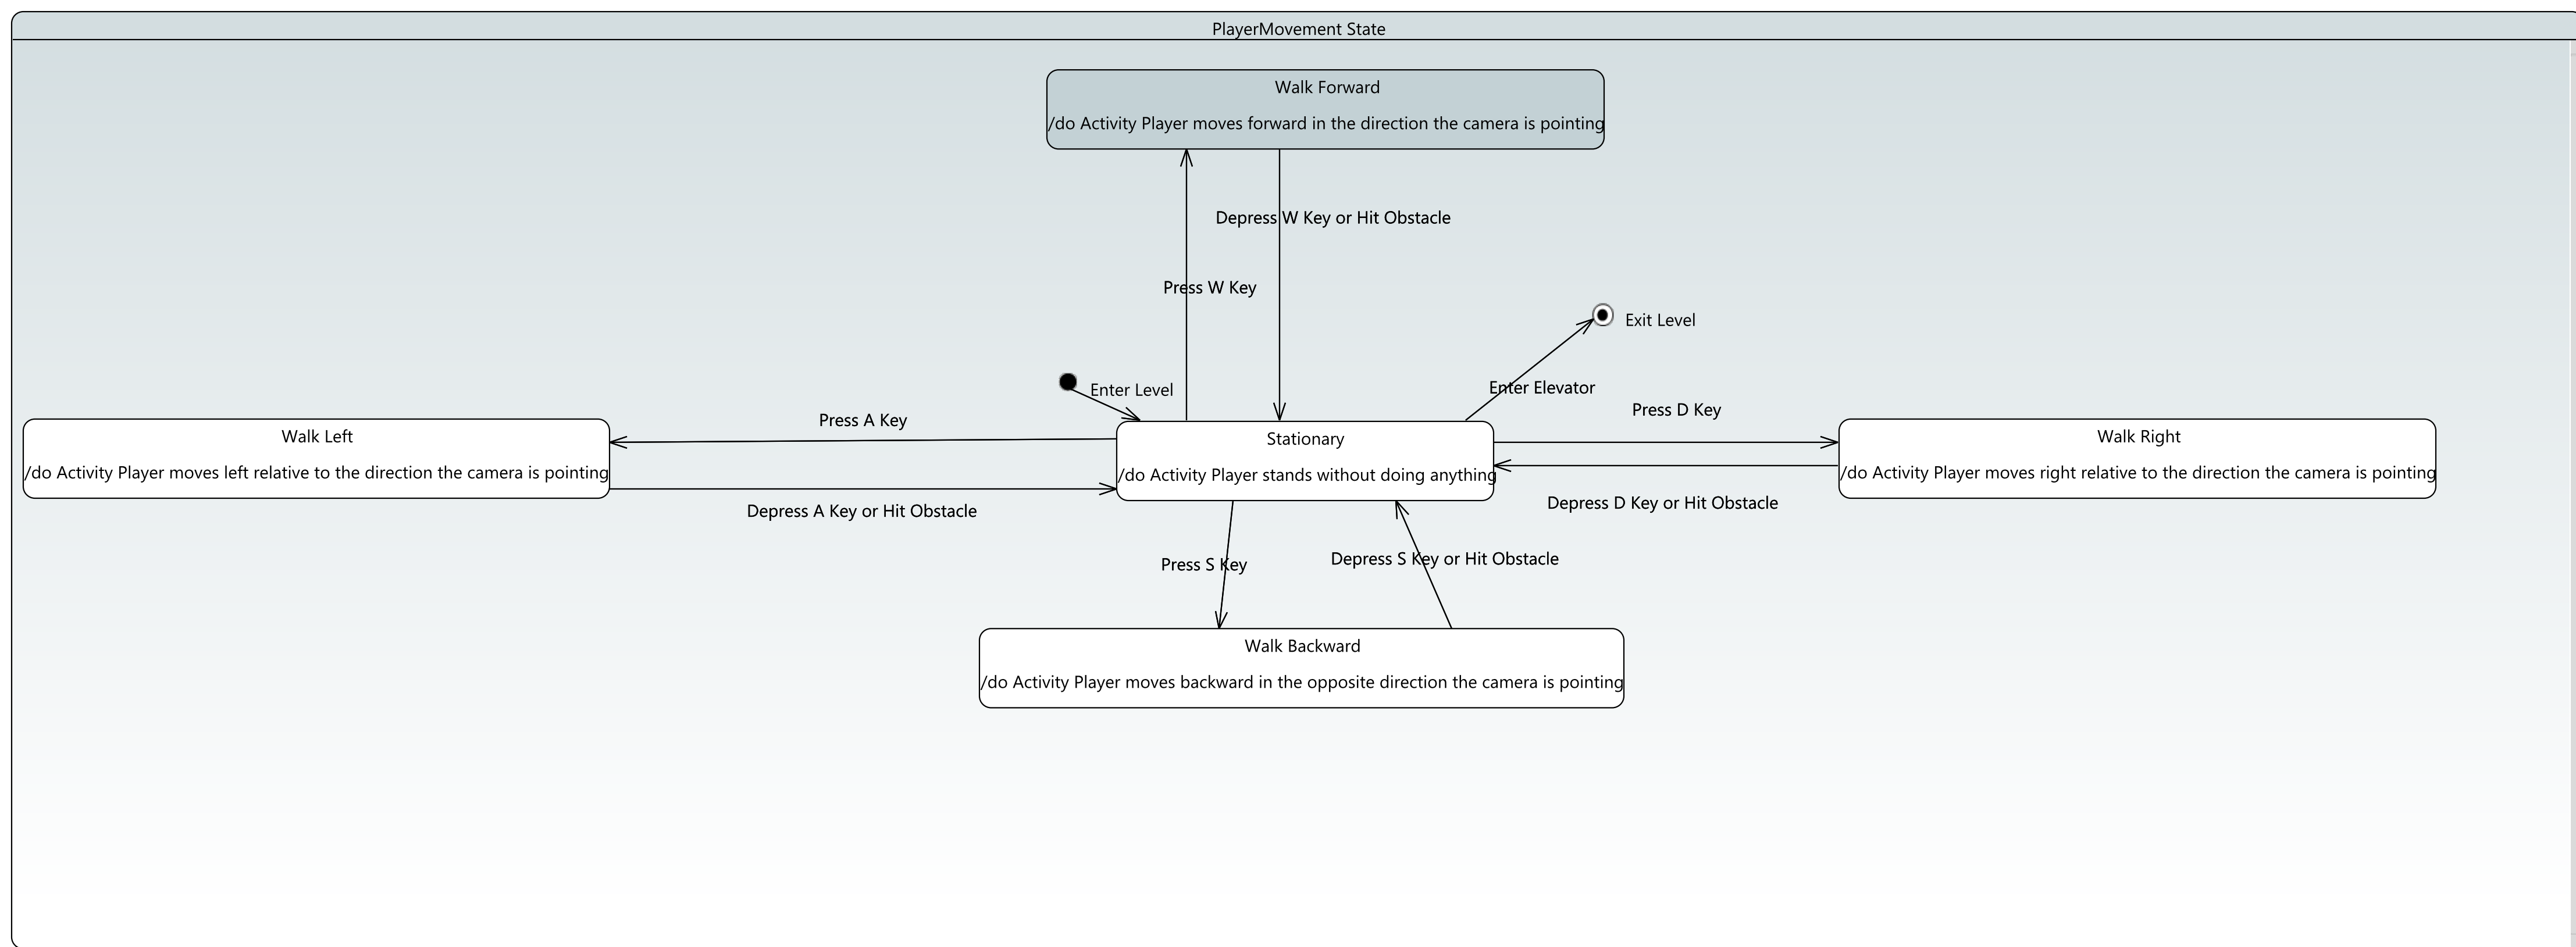 PlayerMovement State
Walk Forward
/do Activity Player moves forward in the direction the camera is pointing
Depress W Key or Hit Obstacle
Press W Key
Exit Level
Enter Level
Enter Elevator
Press A Key
Press D Key
Walk Left
/do Activity Player moves left relative to the direction the camera is pointing
Stationary
/do Activity Player stands without doing anything
Walk Right
/do Activity Player moves right relative to the direction the camera is pointing
Depress A Key or Hit Obstacle
Depress D Key or Hit Obstacle
Press S Key
Depress S Key or Hit Obstacle
Walk Backward
/do Activity Player moves backward in the opposite direction the camera is pointing